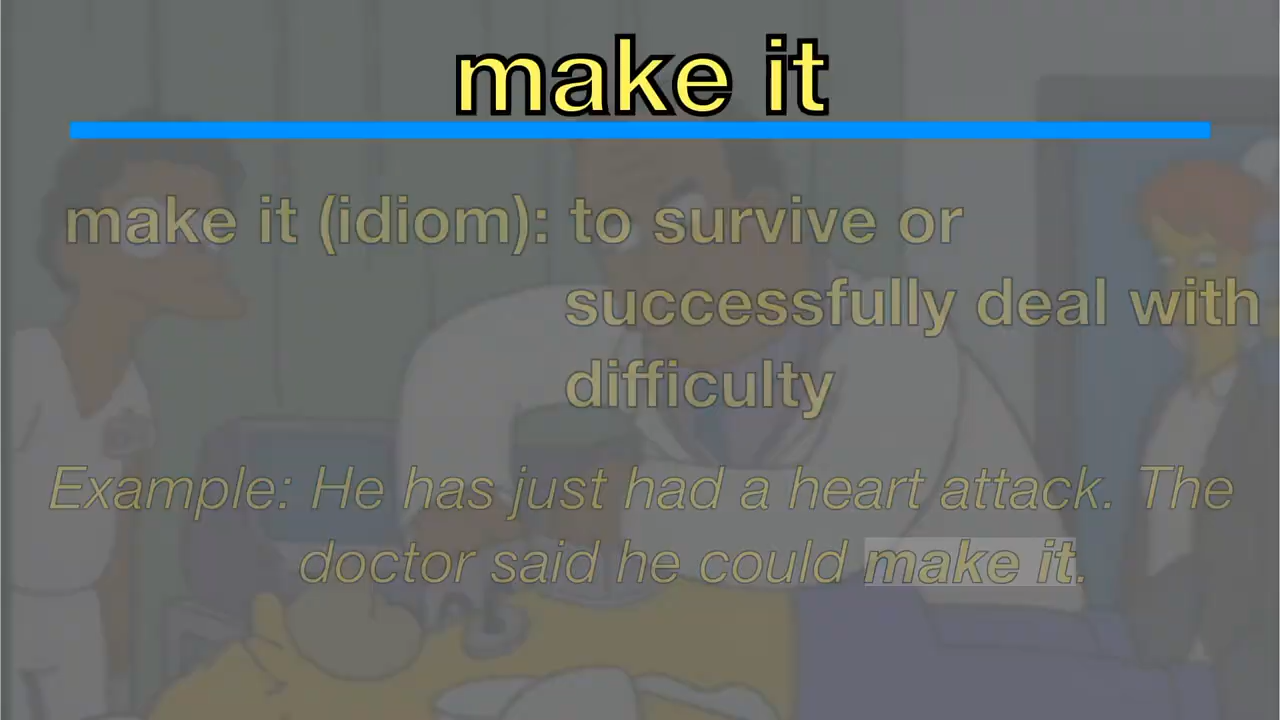 make it
make it (idiom): to survive or
successfully deal with
difficulty
Example: He has just had a heart attack. The
doctor said he could make it.